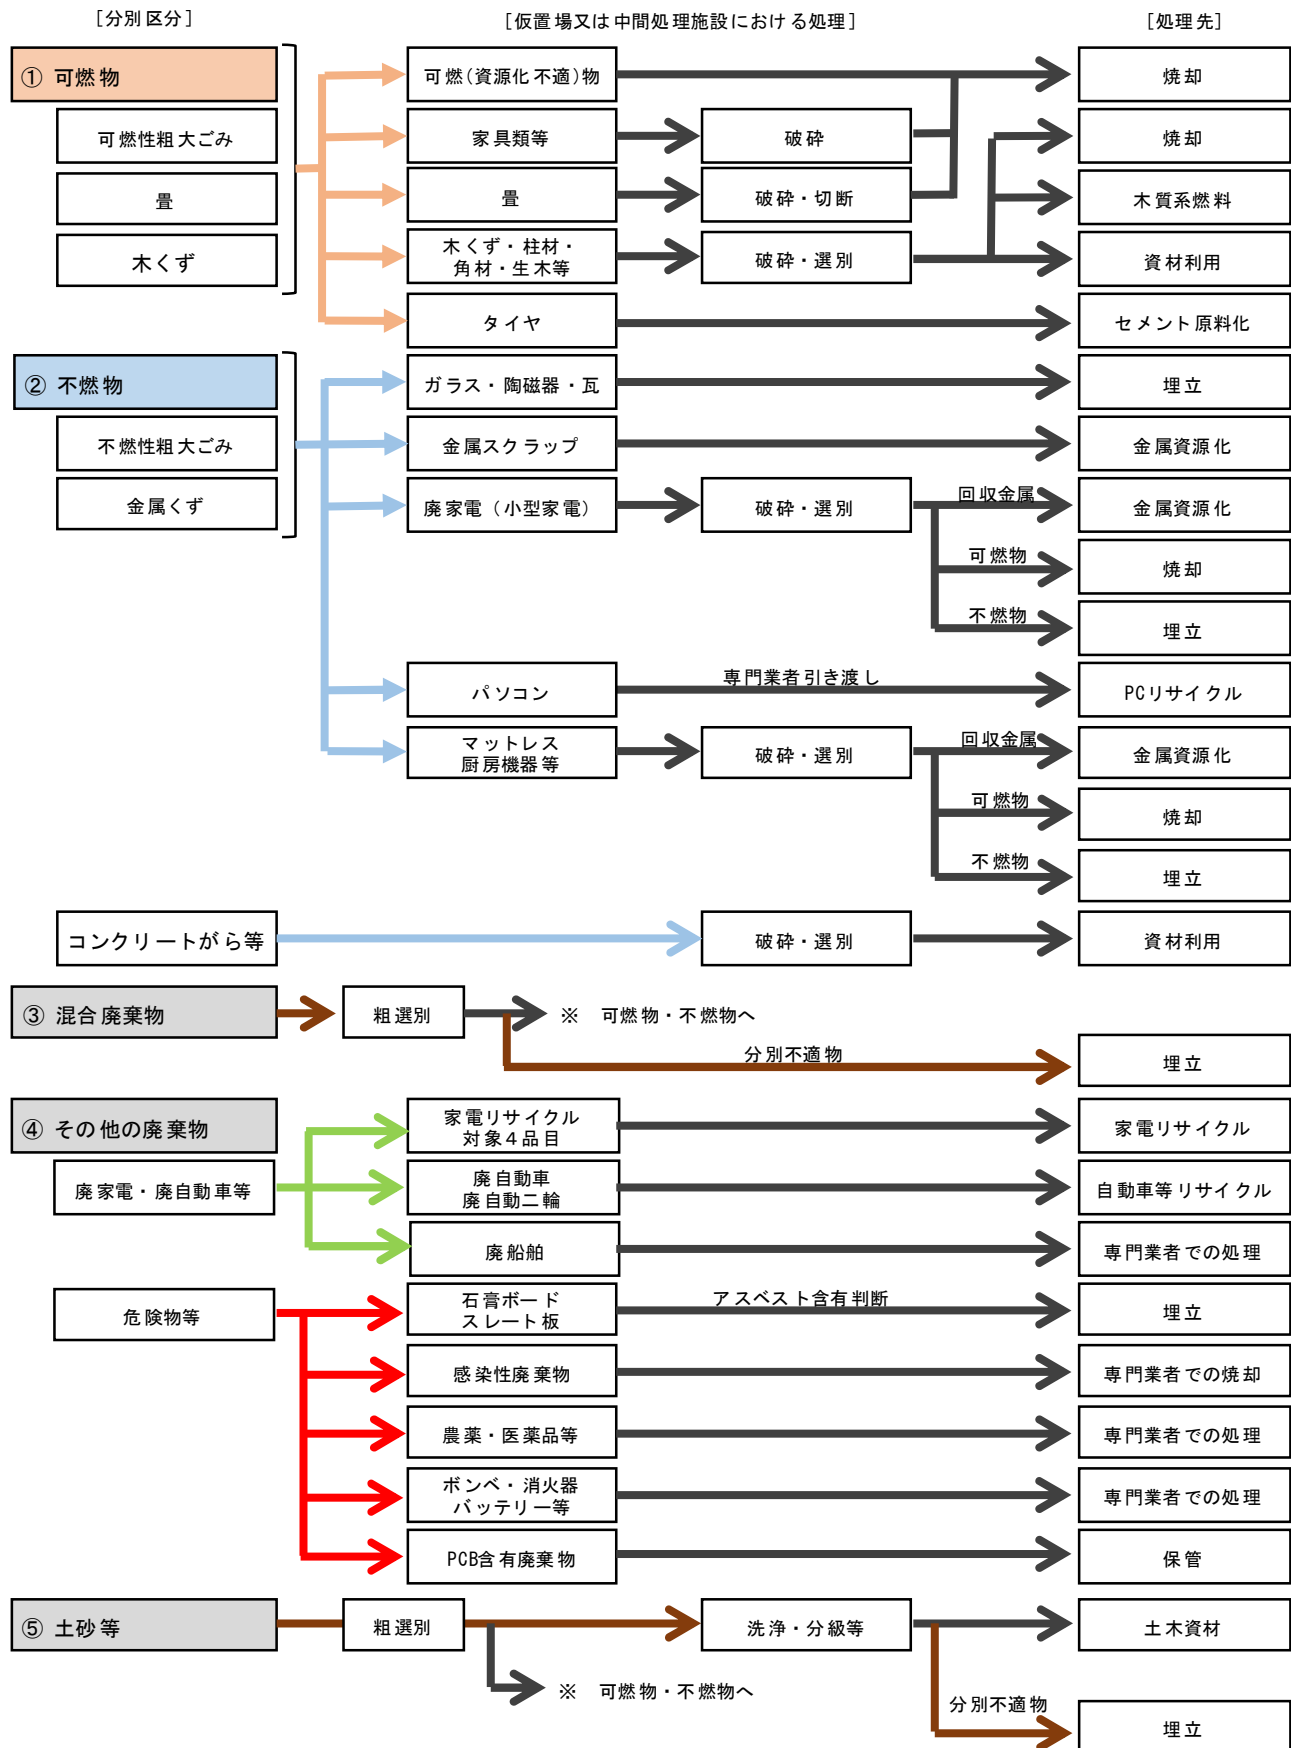 [分別区分]
[仮置場又は中間処理施設における処理]
[処理先]
① 可燃物
可燃(資源化不適)物
焼却
可燃性粗大ごみ
家具類等
破砕
焼却
畳
畳
破砕・切断
木質系燃料
木くず
木くず・柱材・
角材・生木等
破砕・選別
資材利用
タイヤ
セメント原料化
② 不燃物
ガラス・陶磁器・瓦
埋立
不燃性粗大ごみ
金属スクラップ
金属資源化
金属くず
廃家電（小型家電）
破砕・選別
回収金属
金属資源化
可燃物
焼却
不燃物
埋立
パソコン
専門業者引き渡し
PCリサイクル
マットレス
厨房機器等
破砕・選別
回収金属
金属資源化
可燃物
焼却
不燃物
埋立
コンクリートがら等
破砕・選別
資材利用
③ 混合廃棄物
粗選別
※ 可燃物・不燃物へ
分別不適物
埋立
④ その他の廃棄物
家電リサイクル
対象4品目
家電リサイクル
廃家電・廃自動車等
廃自動車
廃自動二輪
自動車等リサイクル
廃船舶
専門業者での処理
危険物等
石膏ボード
スレート板
アスベスト含有判断
埋立
感染性廃棄物
専門業者での焼却
農薬・医薬品等
専門業者での処理
ボンベ・消火器
バッテリー等
専門業者での処理
PCB含有廃棄物
保管
⑤ 土砂等
粗選別
洗浄・分級等
土木資材
※ 可燃物・不燃物へ
分別不適物
埋立